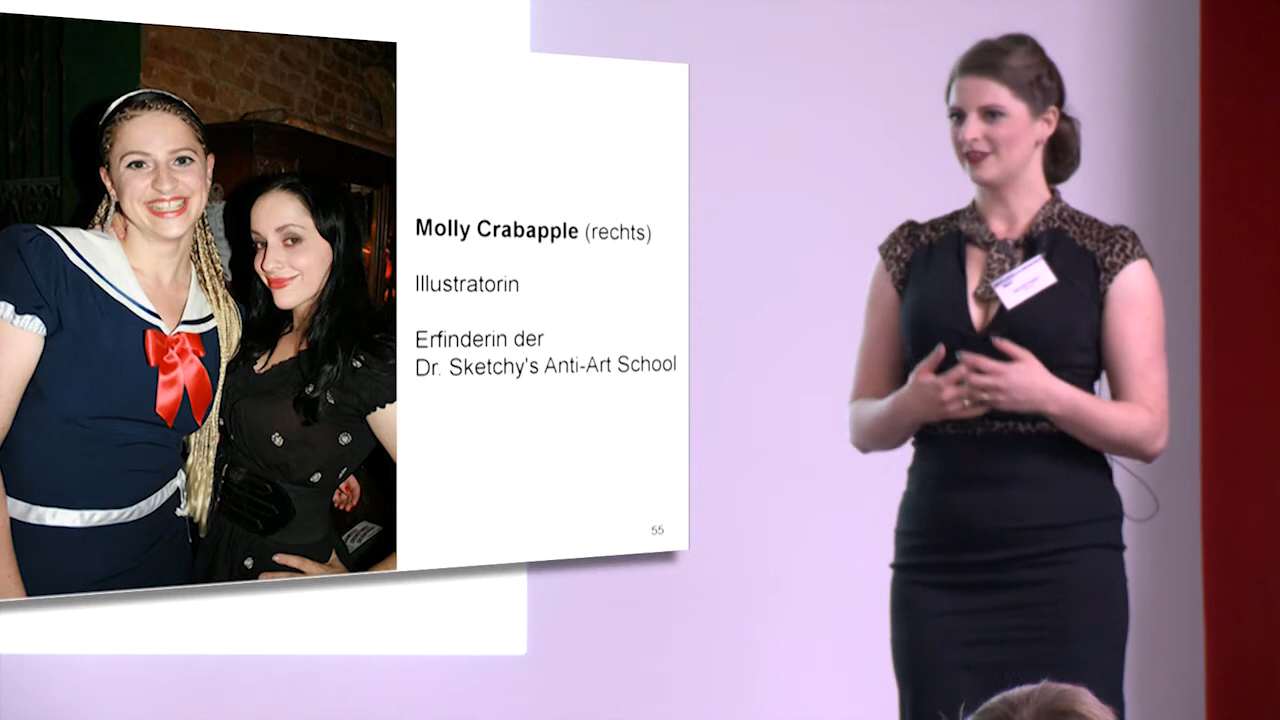 Molly Crabapple (rechts)
Illustratorin
Erfinderin der
Dr. Sketchy's Anti-Art School
55